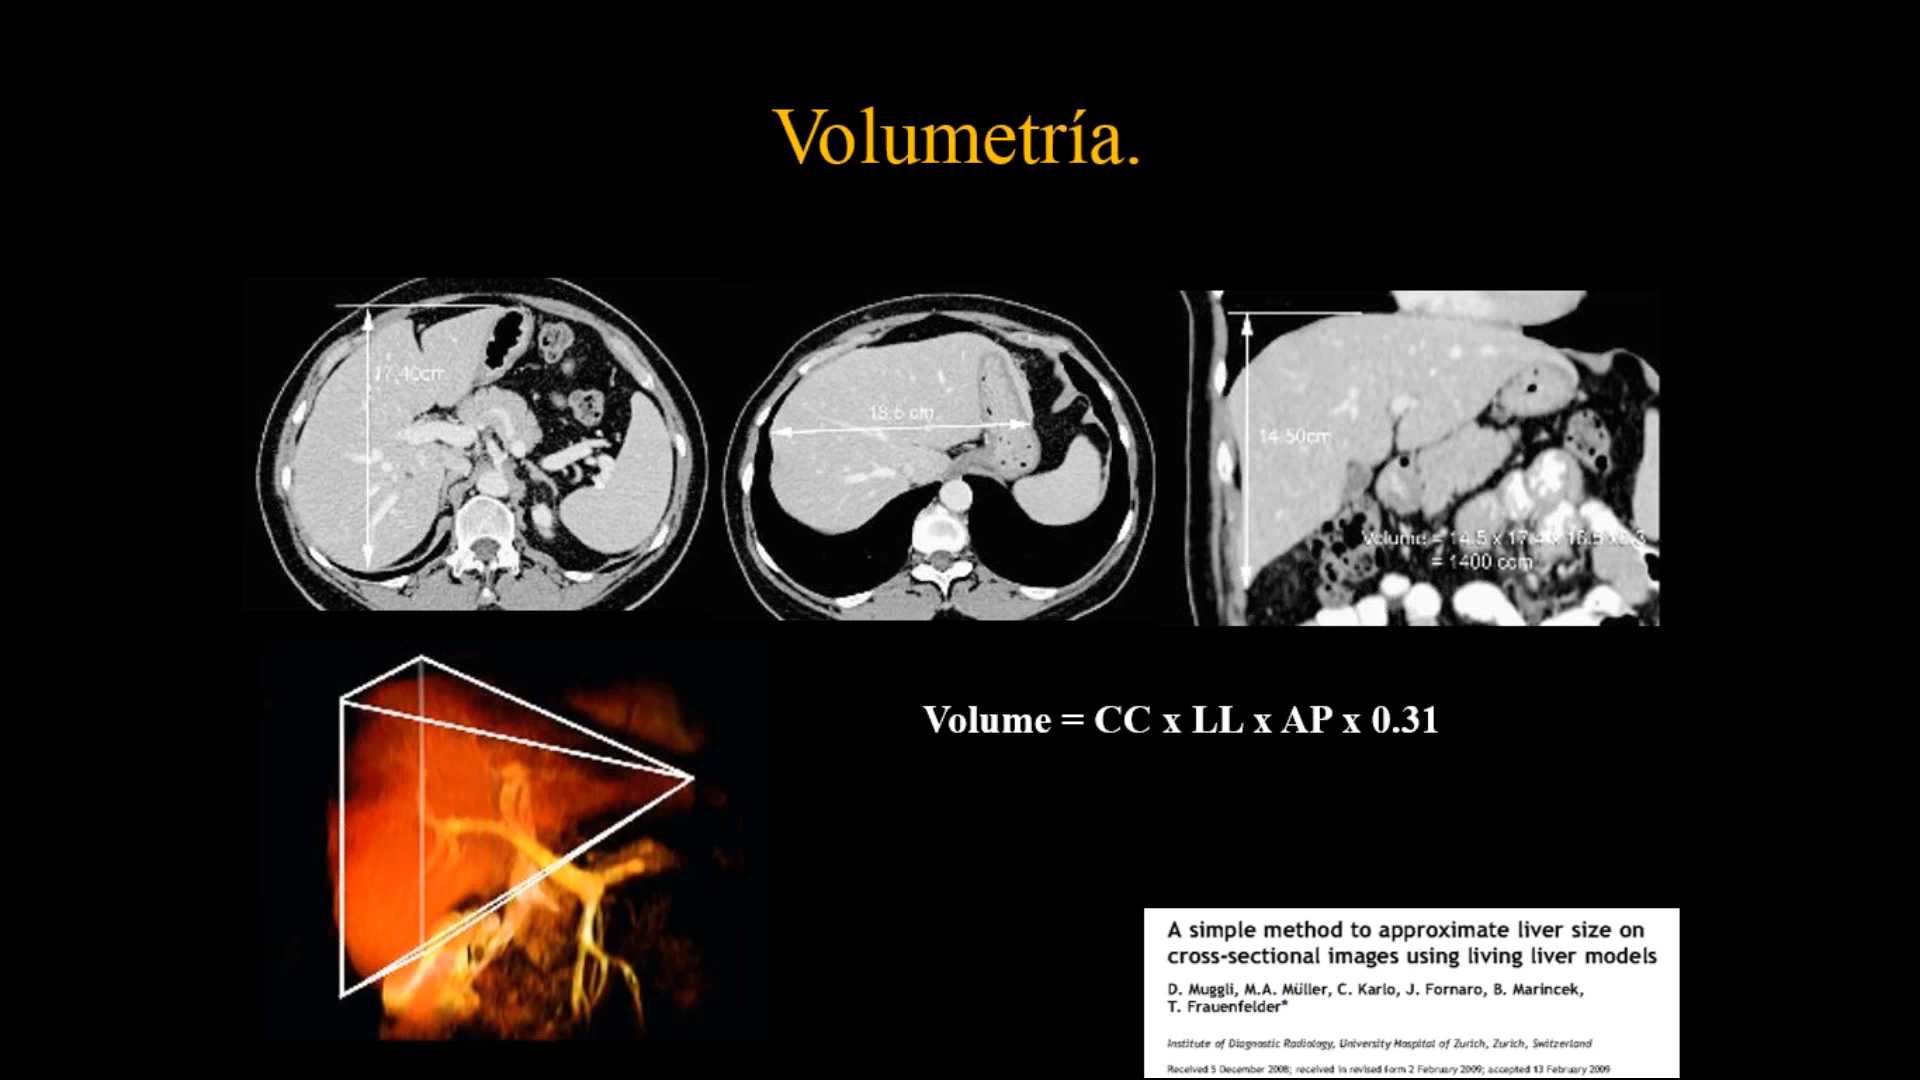 Volumetría.
17,40cm
14,50cm
= 1400 ccm
Volume = CC x LL x AP x 0.31
A simple method to approximate liver size on
cross-sectional images using living liver models
D. Muggli, M.A. Müller, C. Karlo, J. Fornaro, B. Marincek,
T. Frauenfelder*
Institute of Diagnostic Radiology, University Hospital of Zurich, Zurich, Switzerland
Received 5 December 2008; received in revised form 2 February 2009; accepted 13 February 2009